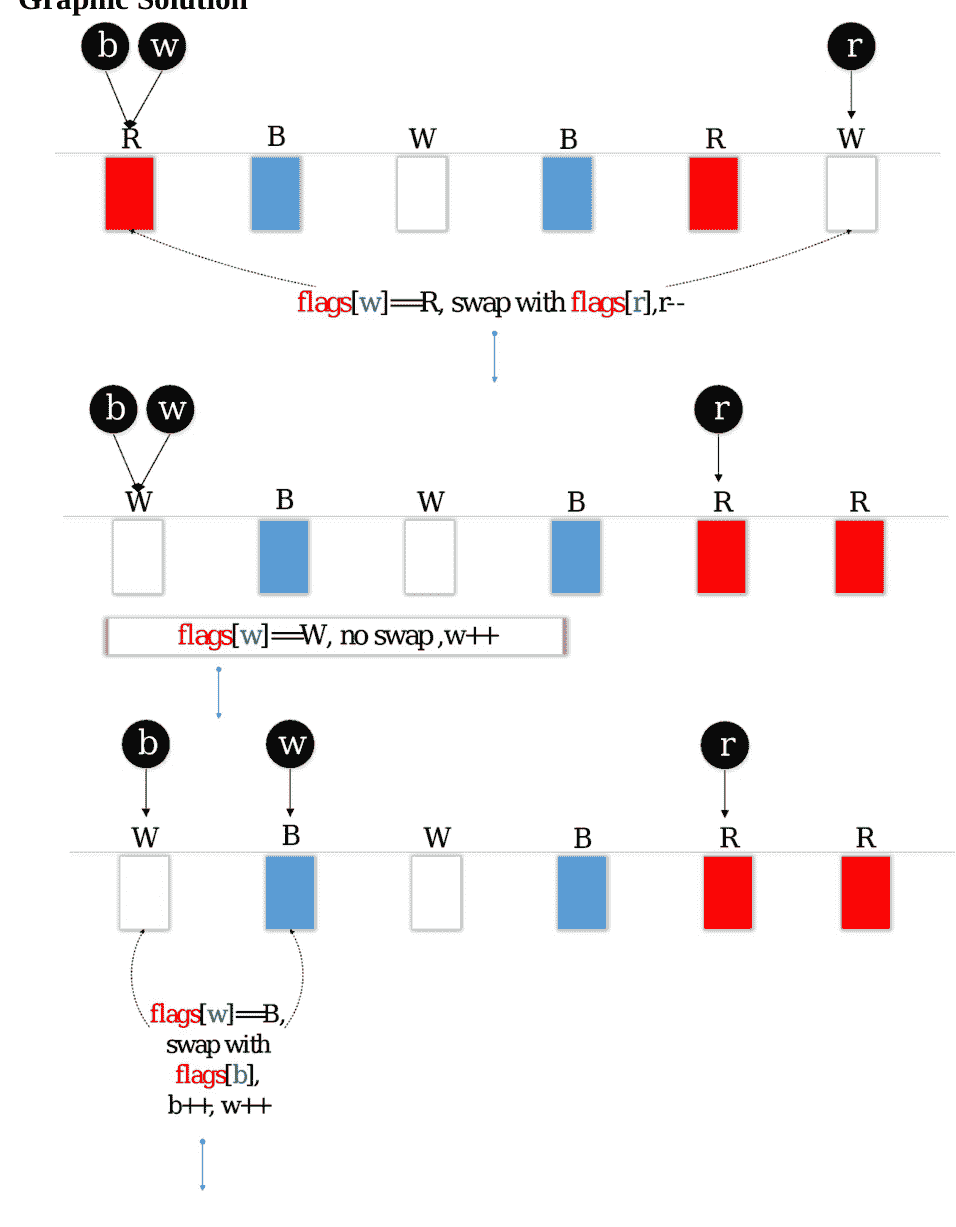 Graphic Solution
b w r
R B W B R W
flags[w]==R, swap with flags[r],r--
b w r
W B W B R R
flags[w]==W, no swap ,w++
b w r
W B W B R R
flags[w]==B,
swap with
flags[b],
b++, w++